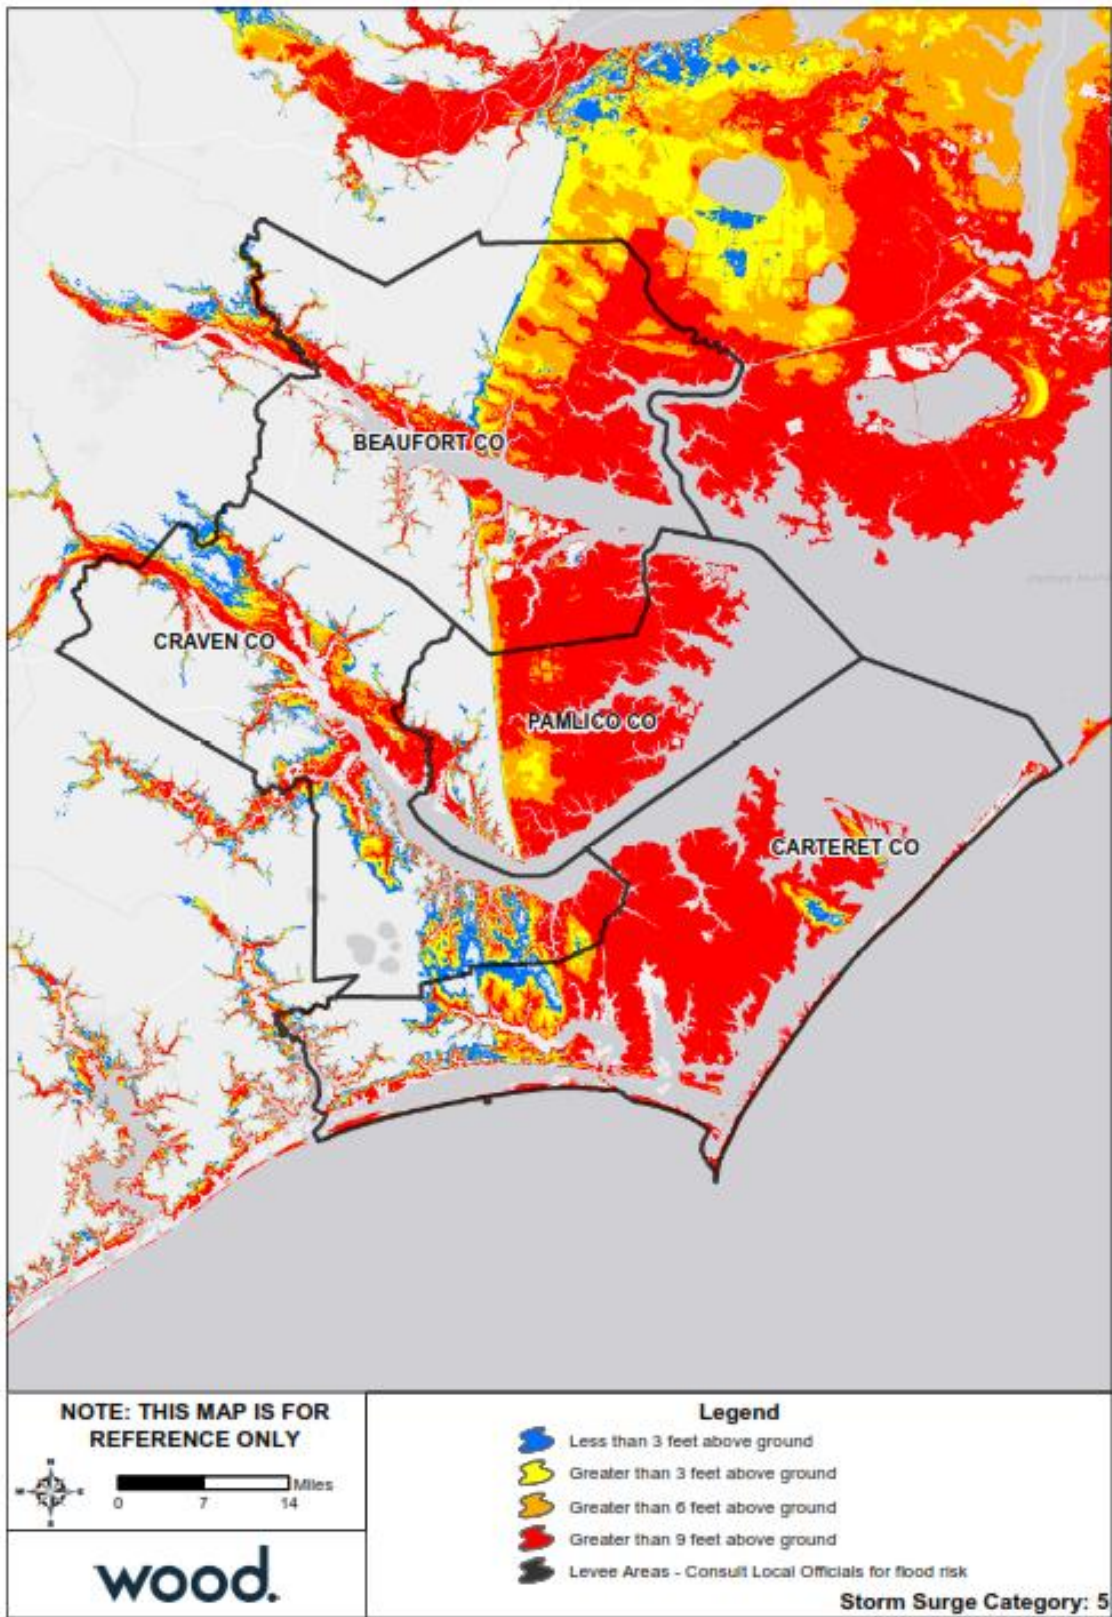 BEAUFORT CO
CRAVEN CO
PAMLICO CO
CARTERET CO
NOTE: THIS MAP IS FOR
REFERENCE ONLY
N
W E
S
Miles
0 7 14
wood.
Legend
Less than 3 feet above ground
Greater than 3 feet above ground
Greater than 6 feet above ground
Greater than 9 feet above ground
Levee Areas - Consult Local Officials for flood risk
Storm Surge Category: 5